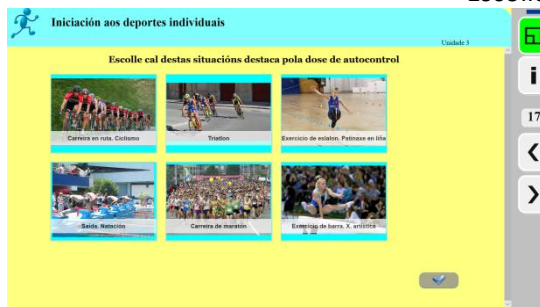 Iniciación aos deportes individuais
Unidade 3
Escolle cal destas situacións destaca pola dose de autocontrol
Carreira en ruta. Ciclismo
Triatlon
Exercicio de eslalon. Patinaxe en liña
Saída. Natación
Carreira de maratón
Exercicio de barra. X. artística
17